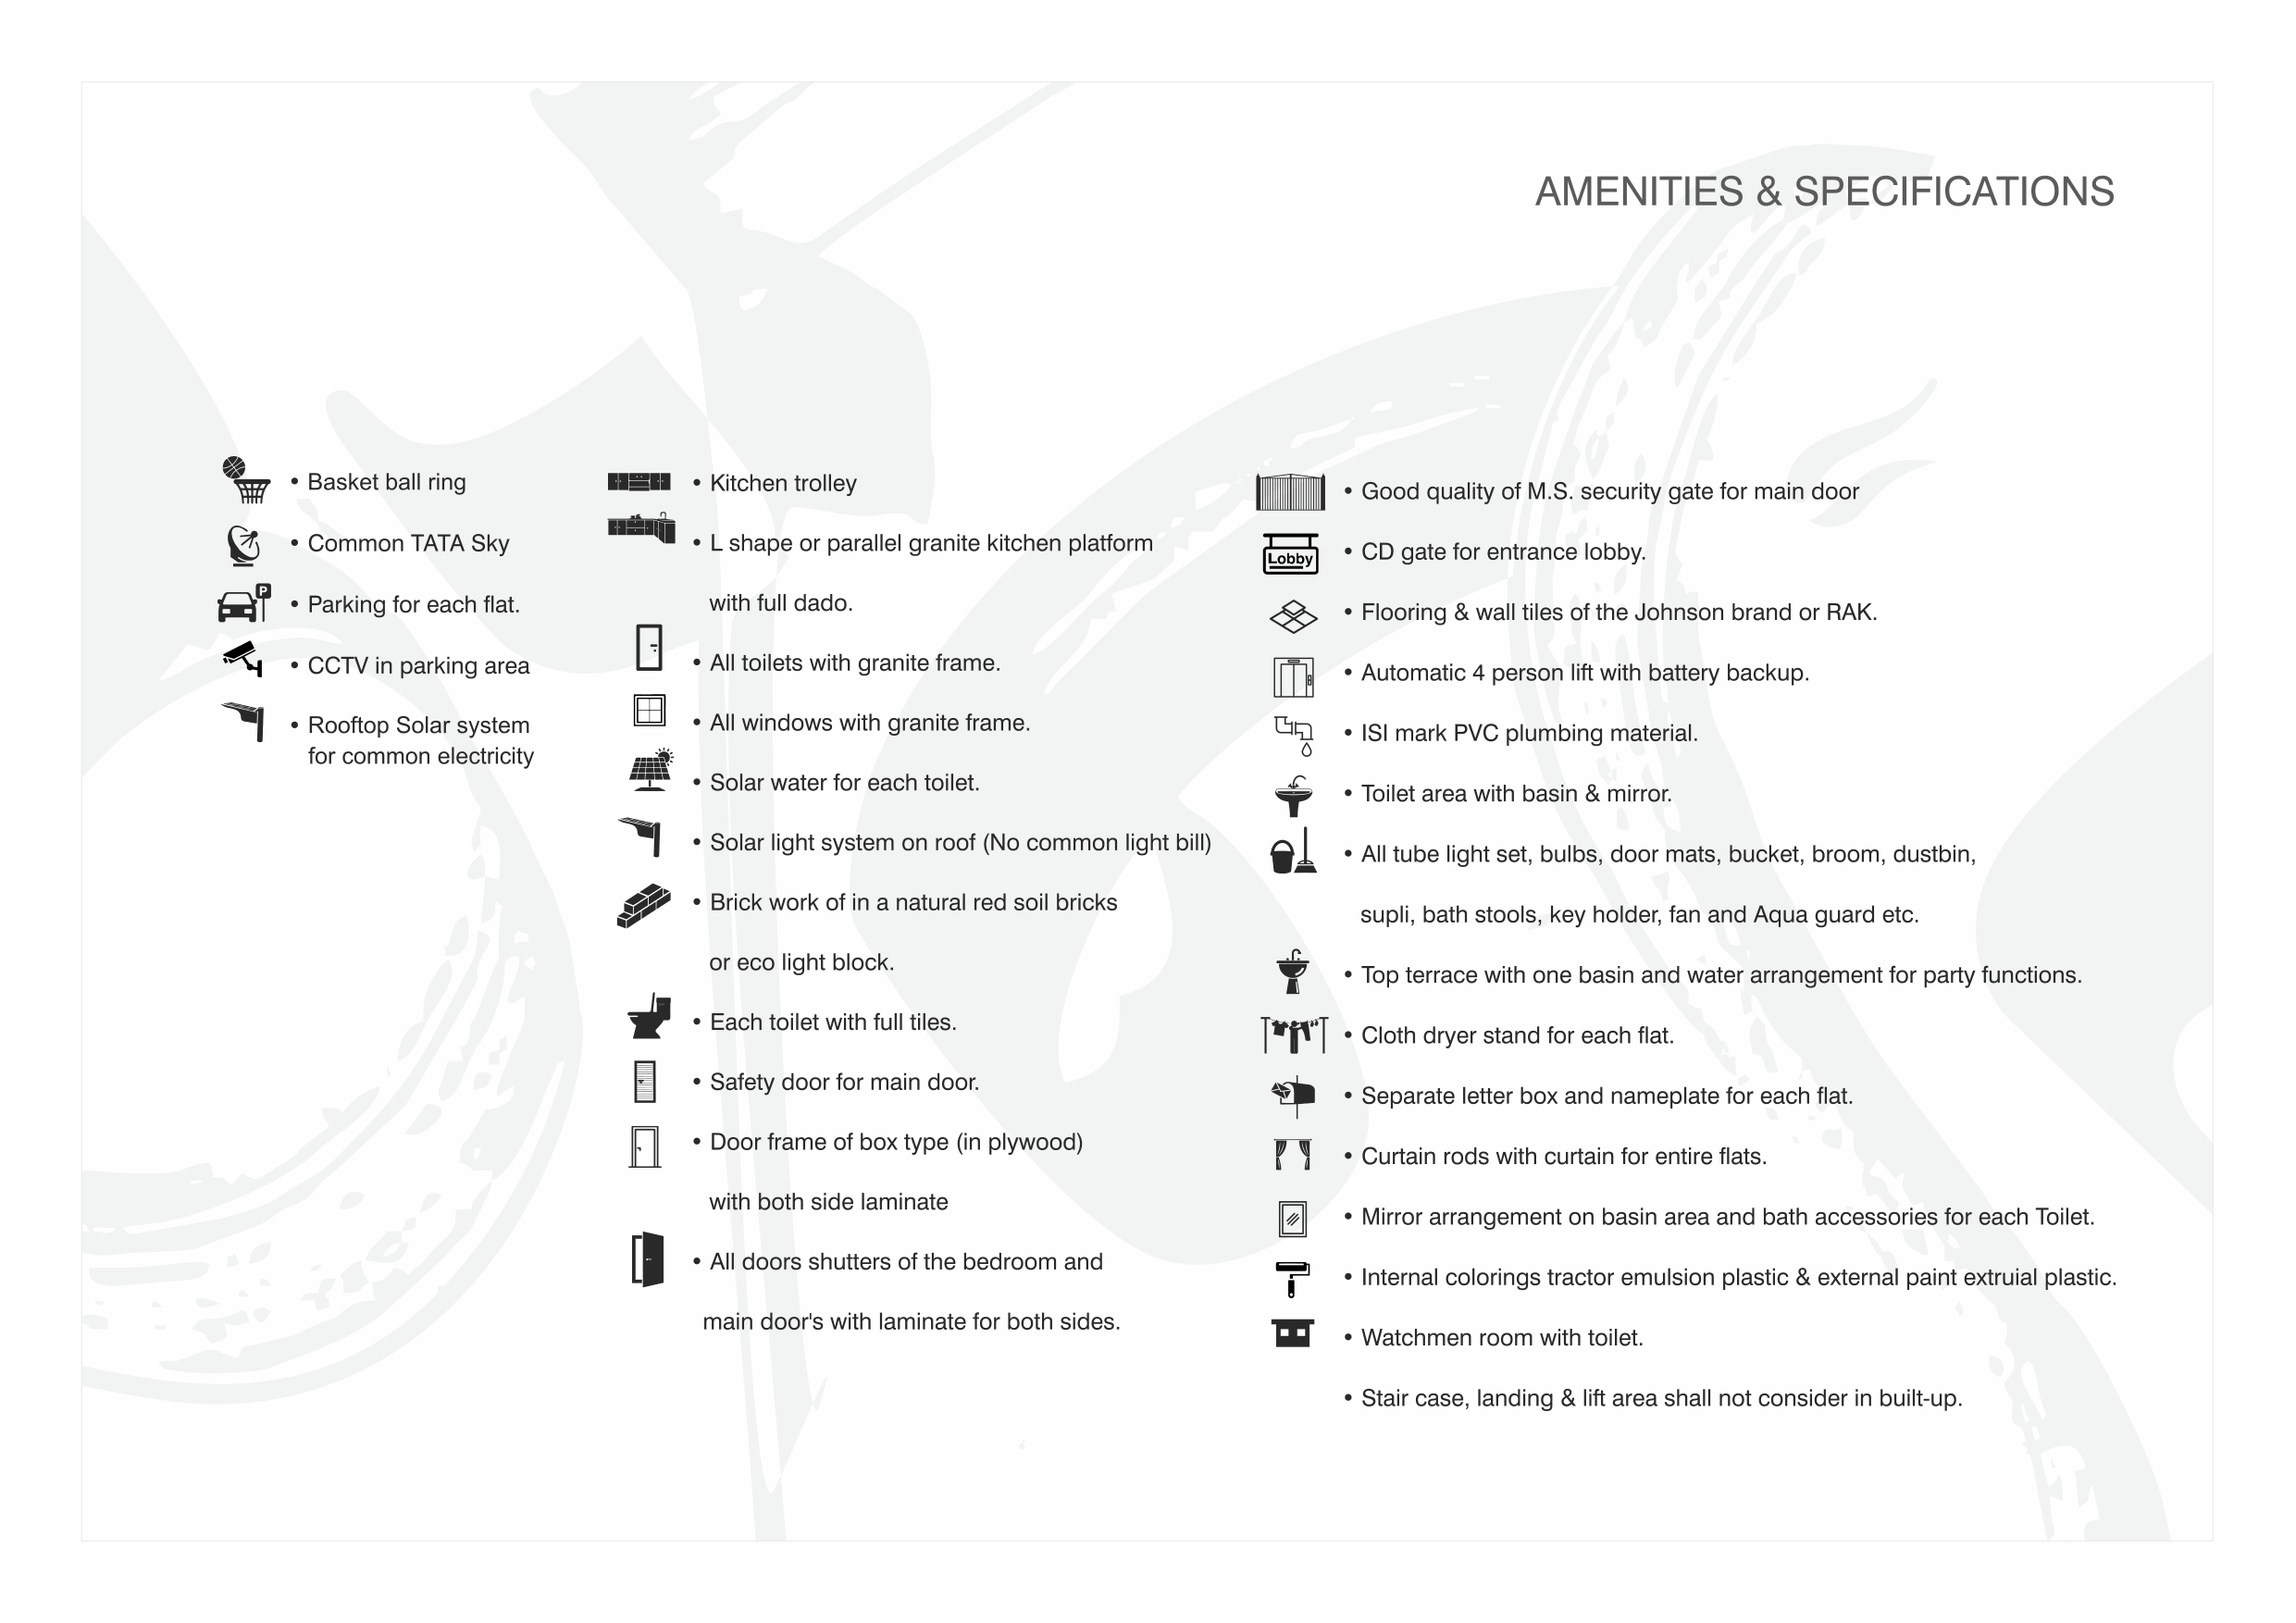 AMENITIES & SPECIFICATIONS
• Basket ball ring
• Common TATA Sky
P
• Parking for each flat.
• CCTV in parking area
• Rooftop Solar system
for common electricity
• Kitchen trolley
• L shape or parallel granite kitchen platform
with full dado.
• All toilets with granite frame.
• All windows with granite frame.
• Solar water for each toilet.
• Solar light system on roof (No common light bill)
• Brick work of in a natural red soil bricks
or eco light block.
• Each toilet with full tiles.
• Safety door for main door.
• Door frame of box type (in plywood)
with both side laminate
• All doors shutters of the bedroom and
main door's with laminate for both sides.
• Good quality of M.S. security gate for main door
Lobby
• CD gate for entrance lobby.
• Flooring & wall tiles of the Johnson brand or RAK.
• Automatic 4 person lift with battery backup.
• ISI mark PVC plumbing material.
• Toilet area with basin & mirror.
• All tube light set, bulbs, door mats, bucket, broom, dustbin,
supli, bath stools, key holder, fan and Aqua guard etc.
• Top terrace with one basin and water arrangement for party functions.
• Cloth dryer stand for each flat.
• Separate letter box and nameplate for each flat.
• Curtain rods with curtain for entire flats.
• Mirror arrangement on basin area and bath accessories for each Toilet.
• Internal colorings tractor emulsion plastic & external paint extruial plastic.
• Watchmen room with toilet.
• Stair case, landing & lift area shall not consider in built-up.